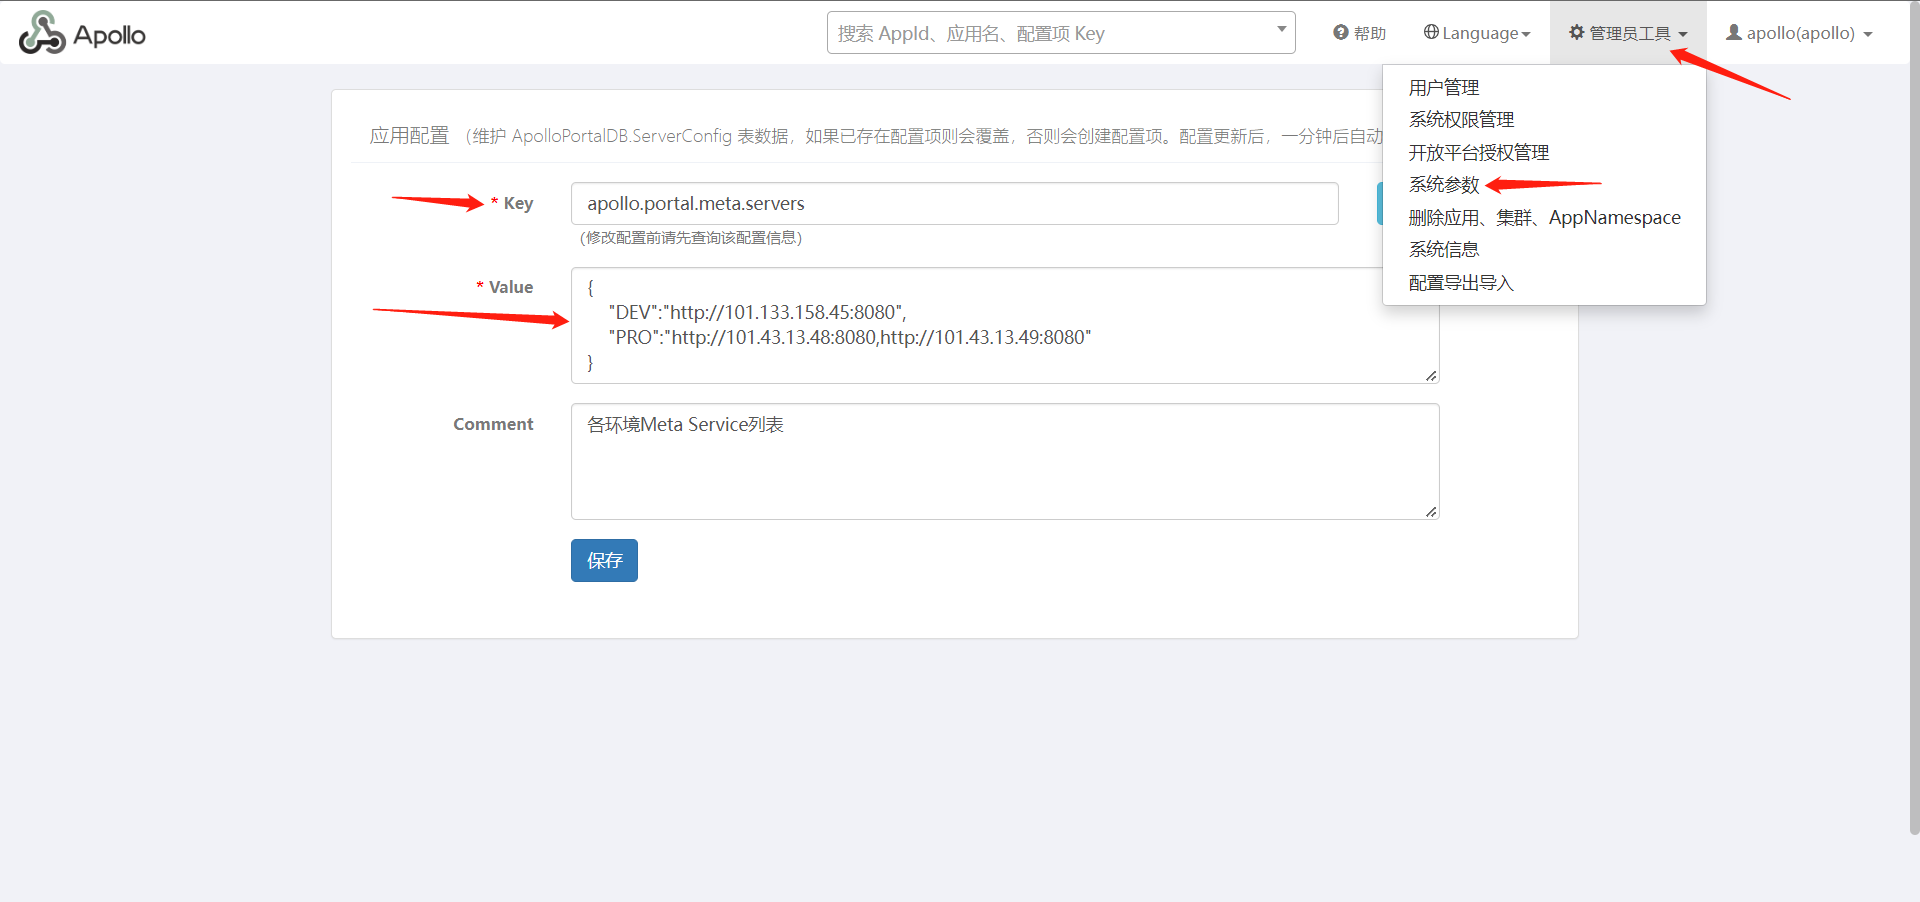 Apollo
搜索 AppId、应用名、配置项 Key
帮助
Language
管理员工具
apollo(apollo)
用户管理
系统权限管理
开放平台授权管理
系统参数
删除应用、集群、AppNamespace
系统信息
配置导出导入
应用配置 (维护 ApolloPortalDB.ServerConfig 表数据，如果已存在配置项则会覆盖，否则会创建配置项。配置更新后，一分钟后自动
* Key
apollo.portal.meta.servers
(修改配置前请先查询该配置信息)
* Value
{
"DEV":"http://101.133.158.45:8080",
"PRO":"http://101.43.13.48:8080,http://101.43.13.49:8080"
}
Comment
各环境Meta Service列表
保存